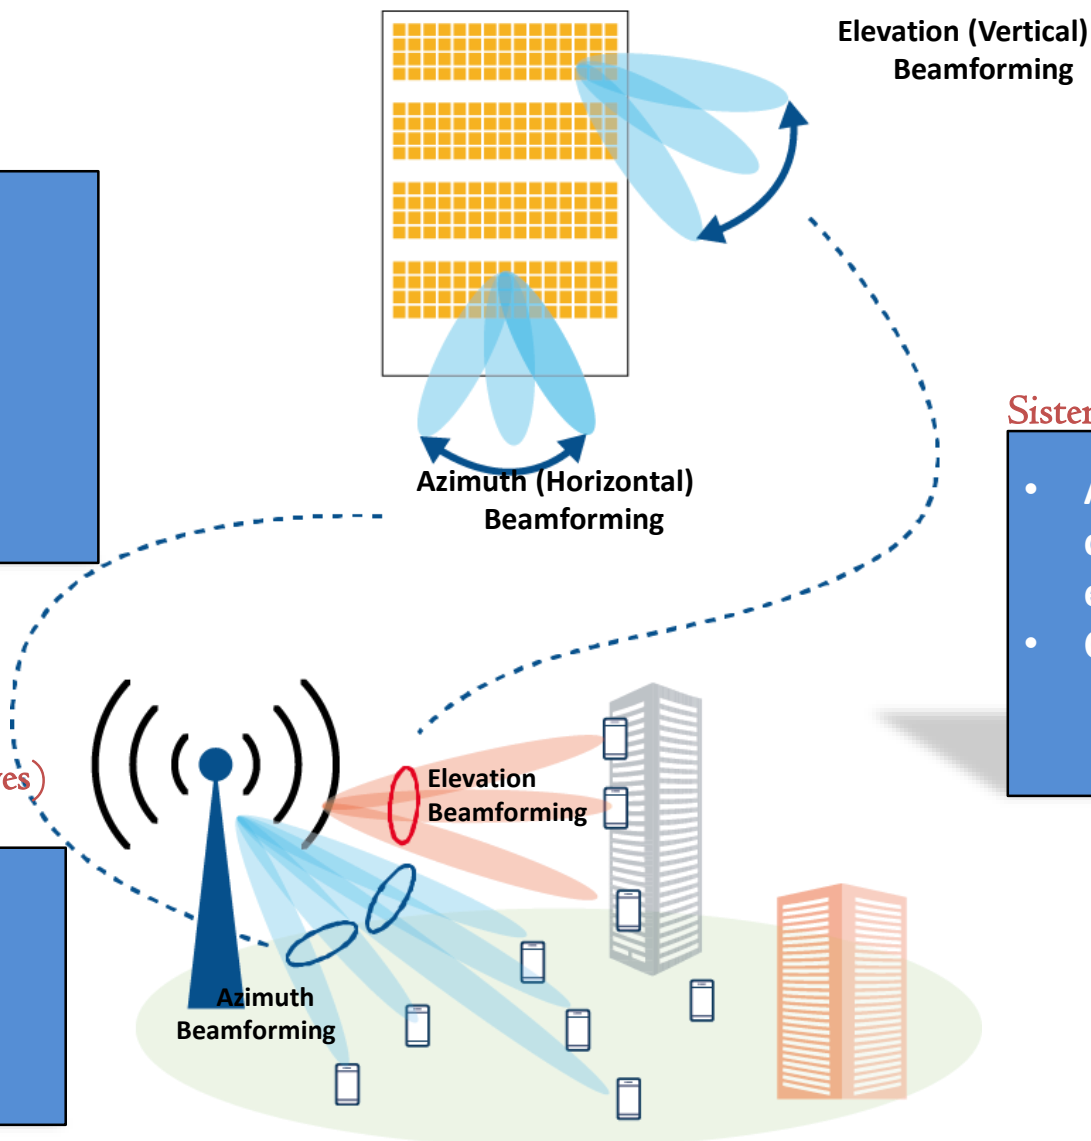 Elevation (Vertical)
Beamforming
Azimuth (Horizontal)
Beamforming
Elevation
Beamforming
Azimuth
Beamforming